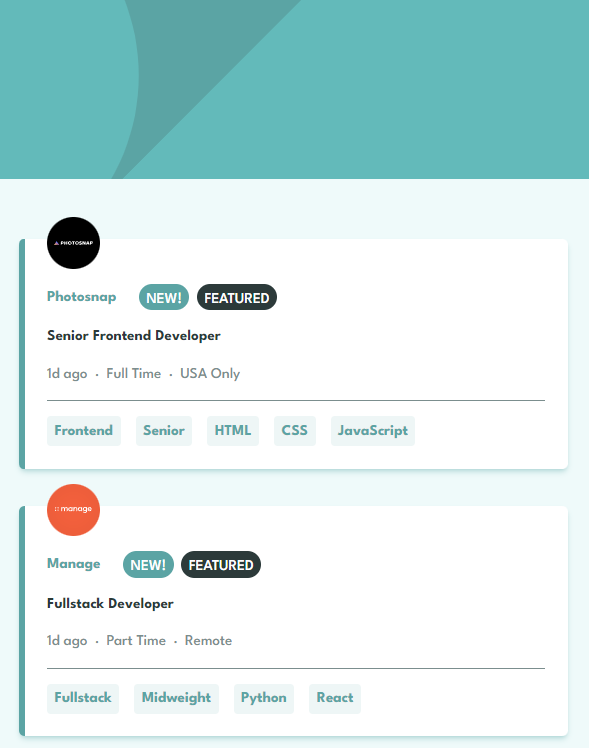 PHOTOSNAP
Photosnap NEW! FEATURED
Senior Frontend Developer
1d ago · Full Time · USA Only
Frontend Senior HTML CSS JavaScript
manage
Manage NEW! FEATURED
Fullstack Developer
1d ago · Part Time · Remote
Fullstack Midweight Python React